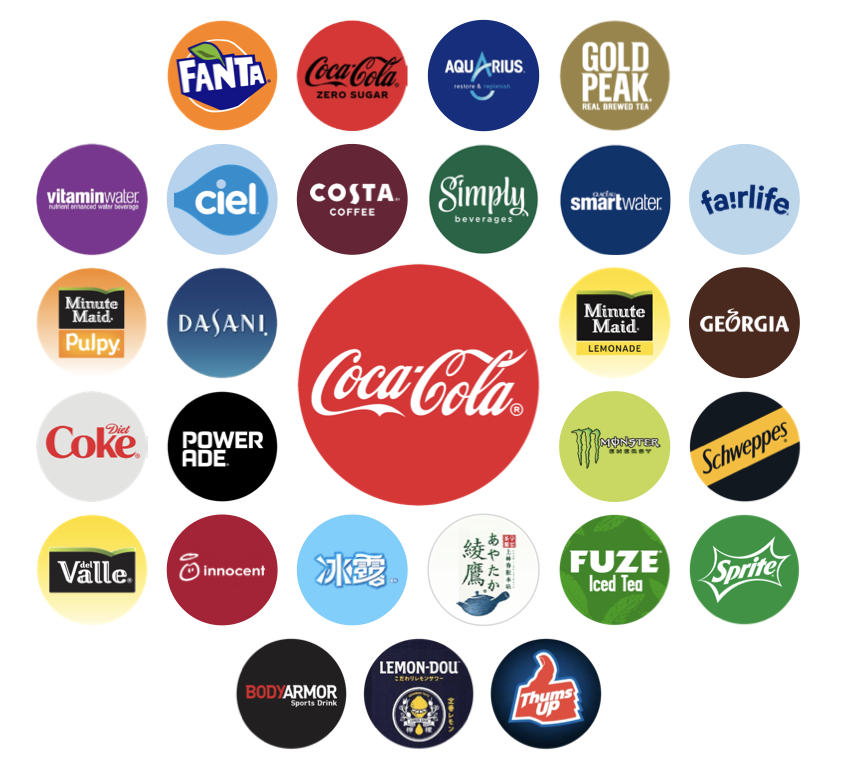 FANTA
Coca-Cola®
ZERO SUGAR
AQUARIUS
restore & replenish
GOLD
PEAK
REAL BREWED TEA
vitaminwater
nutrient enhanced water beverage
ciel
COSTA
COFFEE
Simply
beverages
GLACÉAU
smartwater
fa!rlife
Minute
Maid
Pulpy
DASANI
Coca-Cola®
Minute
Maid
LEMONADE
GEORGIA
Diet
Coke
POWER
ADE
MONSTER
ENERGY
Schweppes
del
Valle
innocent
冰露
綾鷹
あやたか
上林春松本店
FUZE
Iced Tea
Sprite
BODYARMOR
Sports Drink
LEMON-DOU
こだわりレモンサワー
檸檬
Thums
UP